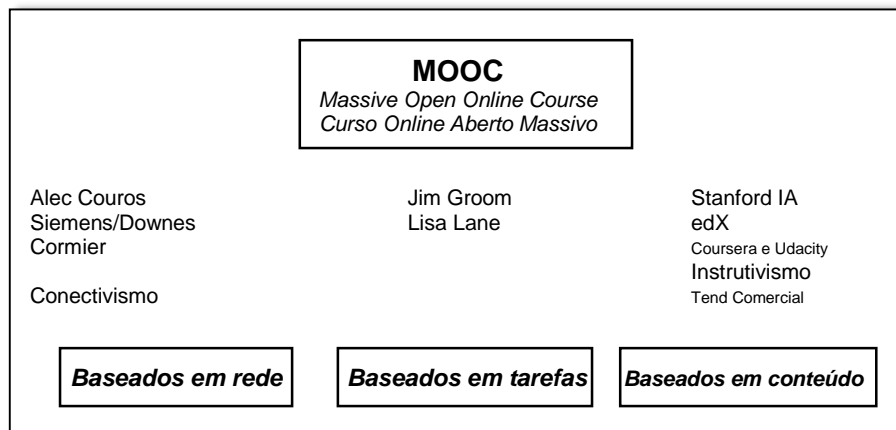 MOOC
Massive Open Online Course
Curso Online Aberto Massivo
Alec Couros
Siemens/Downes
Cormier
Conectivismo
Jim Groom
Lisa Lane
Stanford IA
edX
Coursera e Udacity
Instrutivismo
Tend Comercial
Baseados em rede
Baseados em tarefas
Baseados em conteúdo